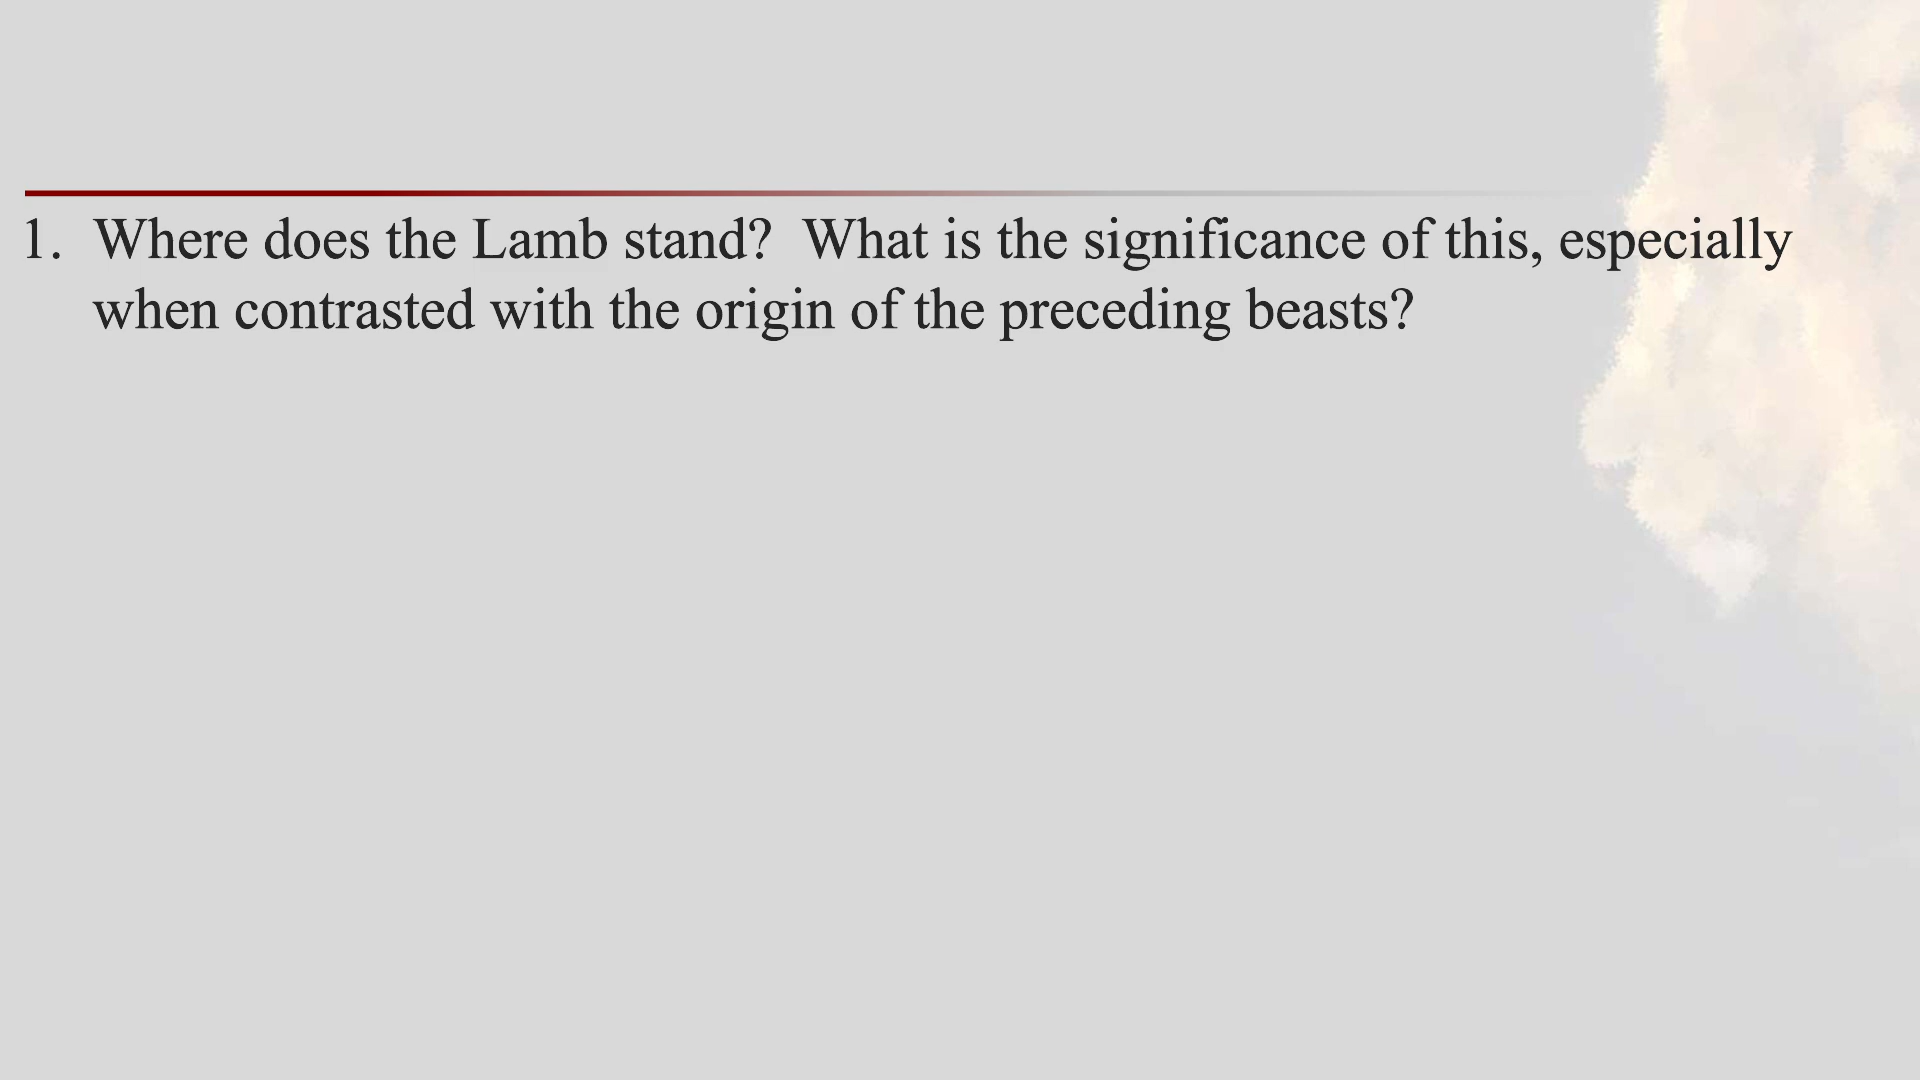 1. Where does the Lamb stand?  What is the significance of this, especially
when contrasted with the origin of the preceding beasts?